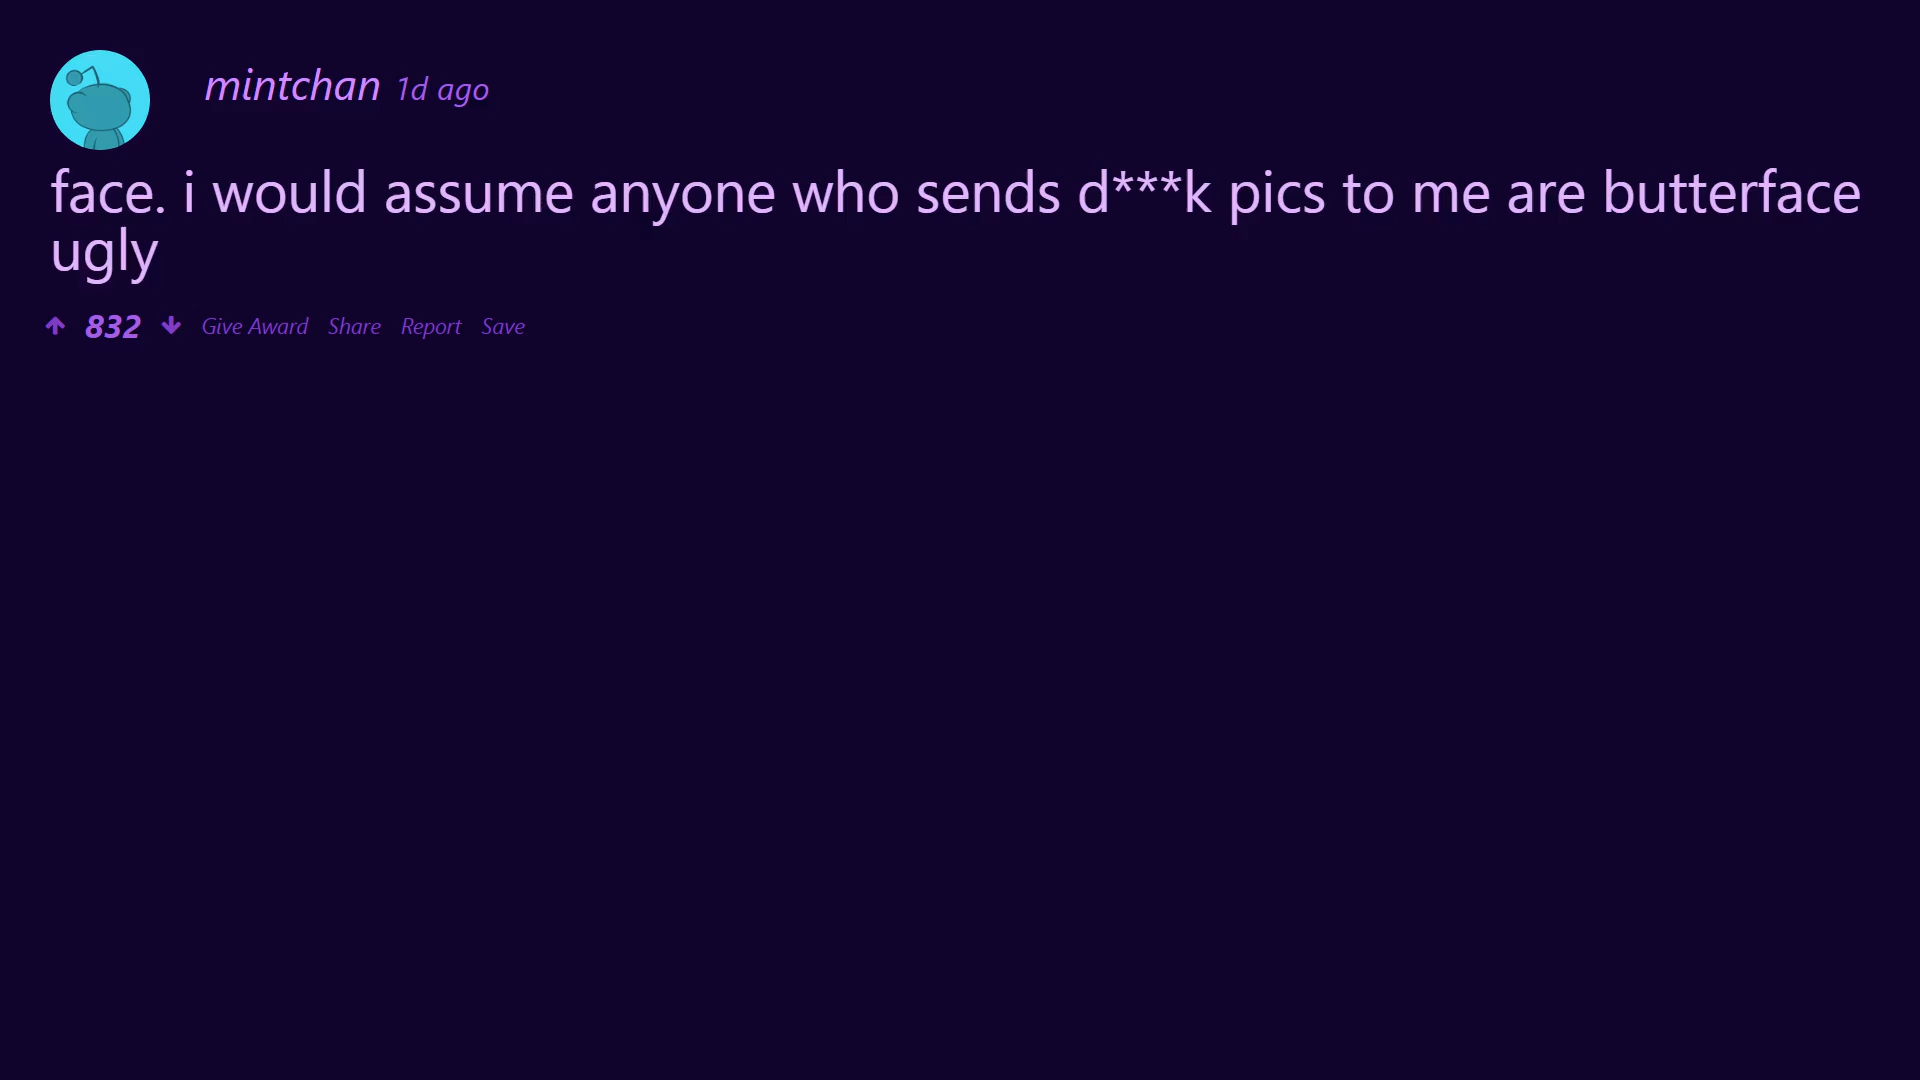 mintchan 1d ago
face. i would assume anyone who sends d***k pics to me are butterface
ugly
832 Give Award Share Report Save